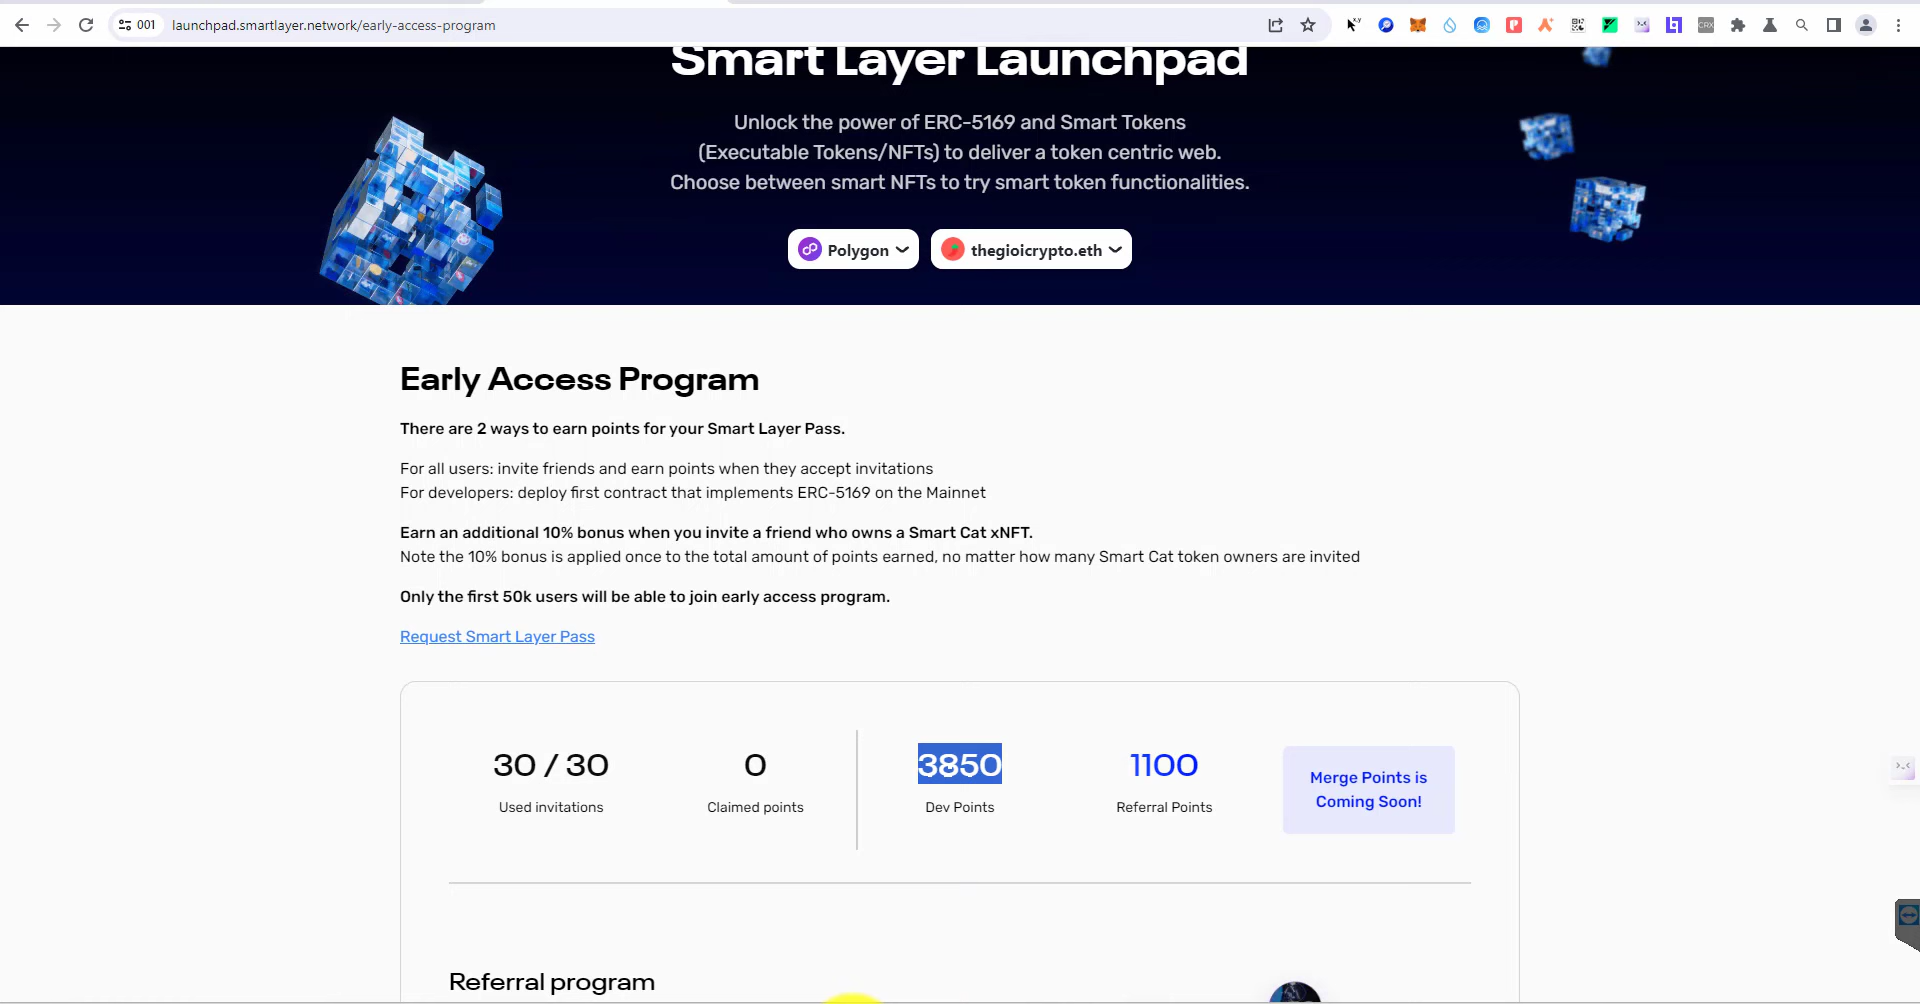 001
launchpad.smartlayer.network/early-access-program
Smart Layer Launchpad
Unlock the power of ERC-5169 and Smart Tokens
(Executable Tokens/NFTs) to deliver a token centric web.
Choose between smart NFTs to try smart token functionalities.
Polygon
thegioicrypto.eth
Early Access Program
There are 2 ways to earn points for your Smart Layer Pass.
For all users: invite friends and earn points when they accept invitations
For developers: deploy first contract that implements ERC-5169 on the Mainnet
Earn an additional 10% bonus when you invite a friend who owns a Smart Cat xNFT.
Note the 10% bonus is applied once to the total amount of points earned, no matter how many Smart Cat token owners are invited
Only the first 50k users will be able to join early access program.
Request Smart Layer Pass
30 / 30
Used invitations
0
Claimed points
3850
Dev Points
1100
Referral Points
Merge Points is
Coming Soon!
Referral program